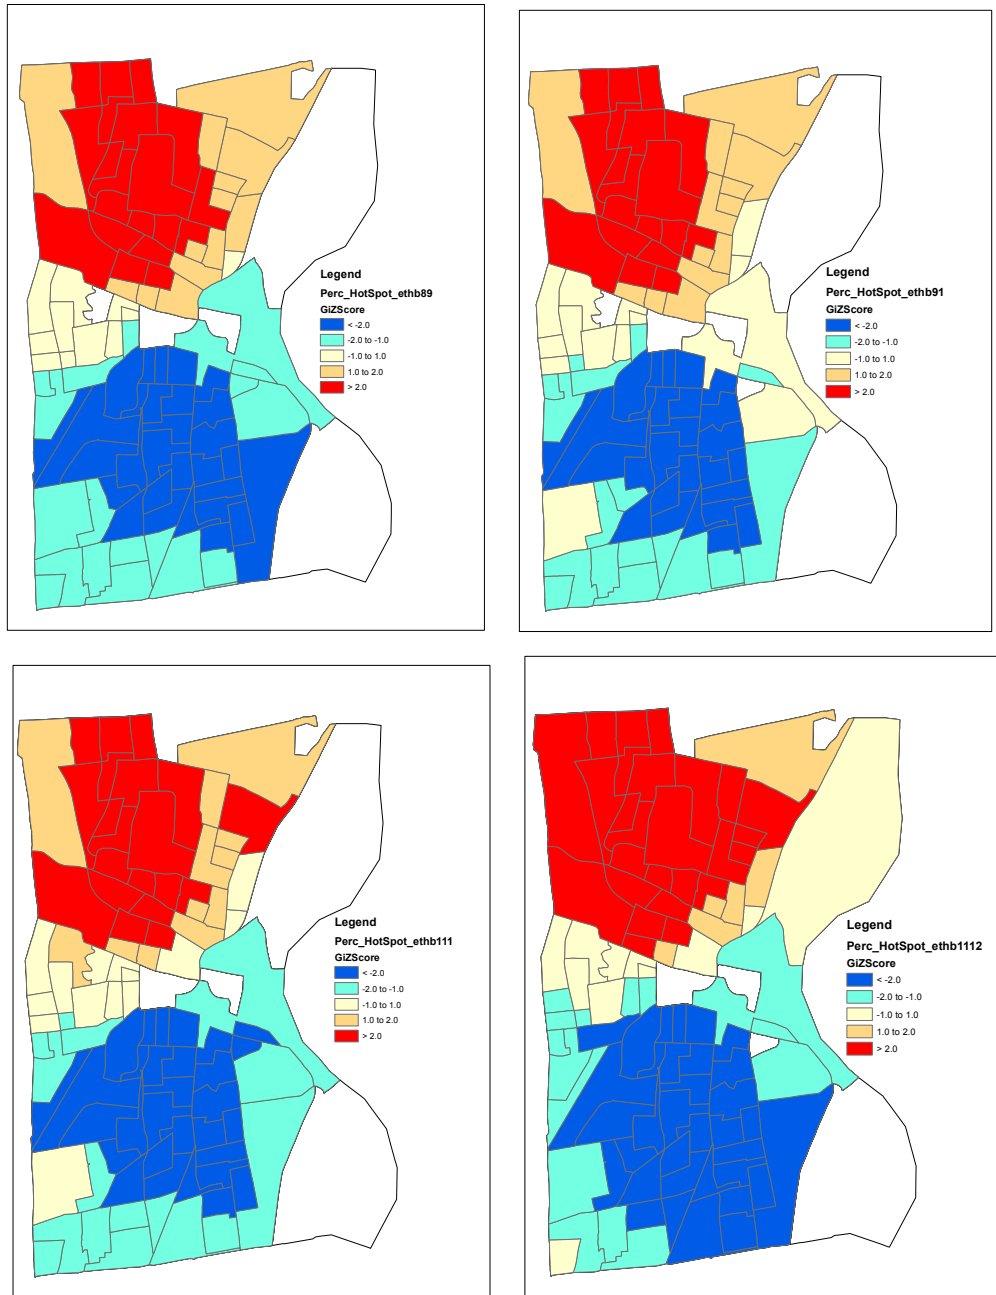 Legend
Perc_HotSpot_ethb89
GiZScore
< -2.0
-2.0 to -1.0
-1.0 to 1.0
1.0 to 2.0
> 2.0
Legend
Perc_HotSpot_ethb91
GiZScore
< -2.0
-2.0 to -1.0
-1.0 to 1.0
1.0 to 2.0
> 2.0
Legend
Perc_HotSpot_ethb111
GiZScore
< -2.0
-2.0 to -1.0
-1.0 to 1.0
1.0 to 2.0
> 2.0
Legend
Perc_HotSpot_ethb1112
GiZScore
< -2.0
-2.0 to -1.0
-1.0 to 1.0
1.0 to 2.0
> 2.0